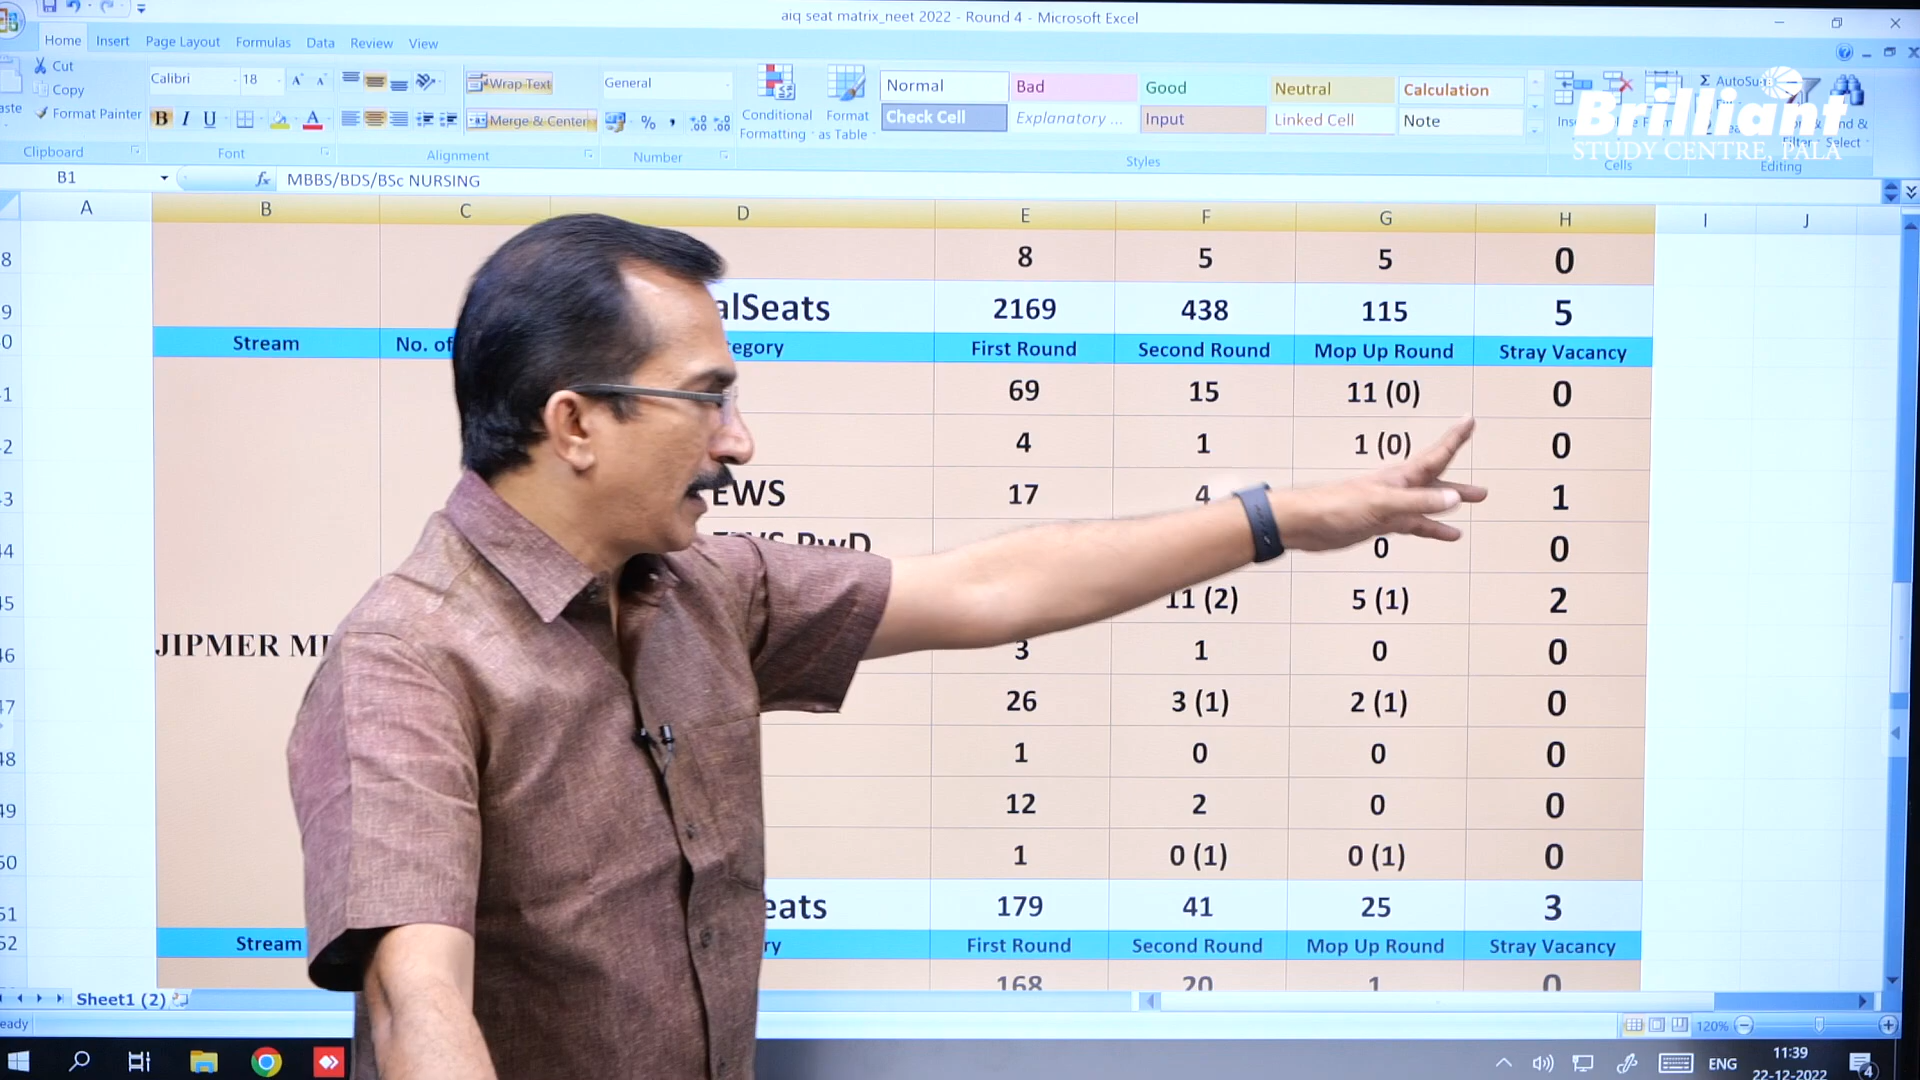 aiq seat matrix_neet 2022 - Round 4 - Microsoft Excel
Home Insert Page Layout Formulas Data Review View
Cut
Copy
Format Painter
Clipboard
Calibri 18
B I U
Font
Wrap Text
Merge & Center
Alignment
General
Number
Conditional Formatting
Format as Table
Normal Bad Good Neutral Calculation
Check Cell Explanatory ... Input Linked Cell Note
Styles
Cells
Editing
Brilliant
STUDY CENTRE, PALA
B1 fx MBBS/BDS/BSc NURSING
A B C D E F G H I J
8 5 5 0
alSeats 2169 438 115 5
Stream No. of egory First Round Second Round Mop Up Round Stray Vacancy
69 15 11 (0) 0
4 1 1 (0) 0
EWS 17 4 1
0 0
11 (2) 5 (1) 2
JIPMER 3 1 0 0
26 3 (1) 2 (1) 0
1 0 0 0
12 2 0 0
1 0 (1) 0 (1) 0
eats 179 41 25 3
Stream ry First Round Second Round Mop Up Round Stray Vacancy
168 20 1 0
Sheet1 (2)
eady 120%
ENG 11:39
22-12-2022
4